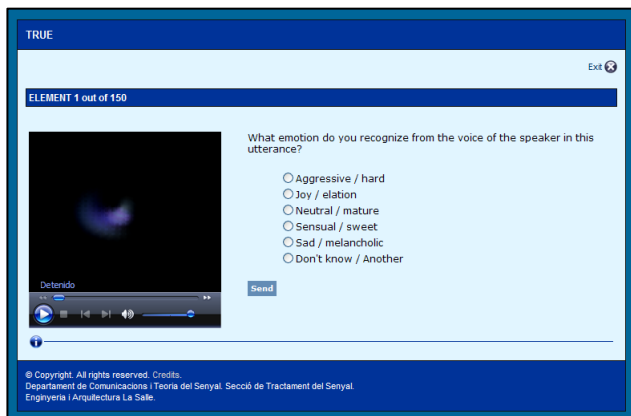 TRUE
Exit
ELEMENT 1 out of 150
What emotion do you recognize from the voice of the speaker in this
utterance?
Aggressive / hard
Joy / elation
Neutral / mature
Sensual / sweet
Sad / melancholic
Don't know / Another
Detenido
Send
© Copyright. All rights reserved. Credits.
Departament de Comunicacions i Teoria del Senyal. Secció de Tractament del Senyal.
Enginyeria i Arquitectura La Salle.